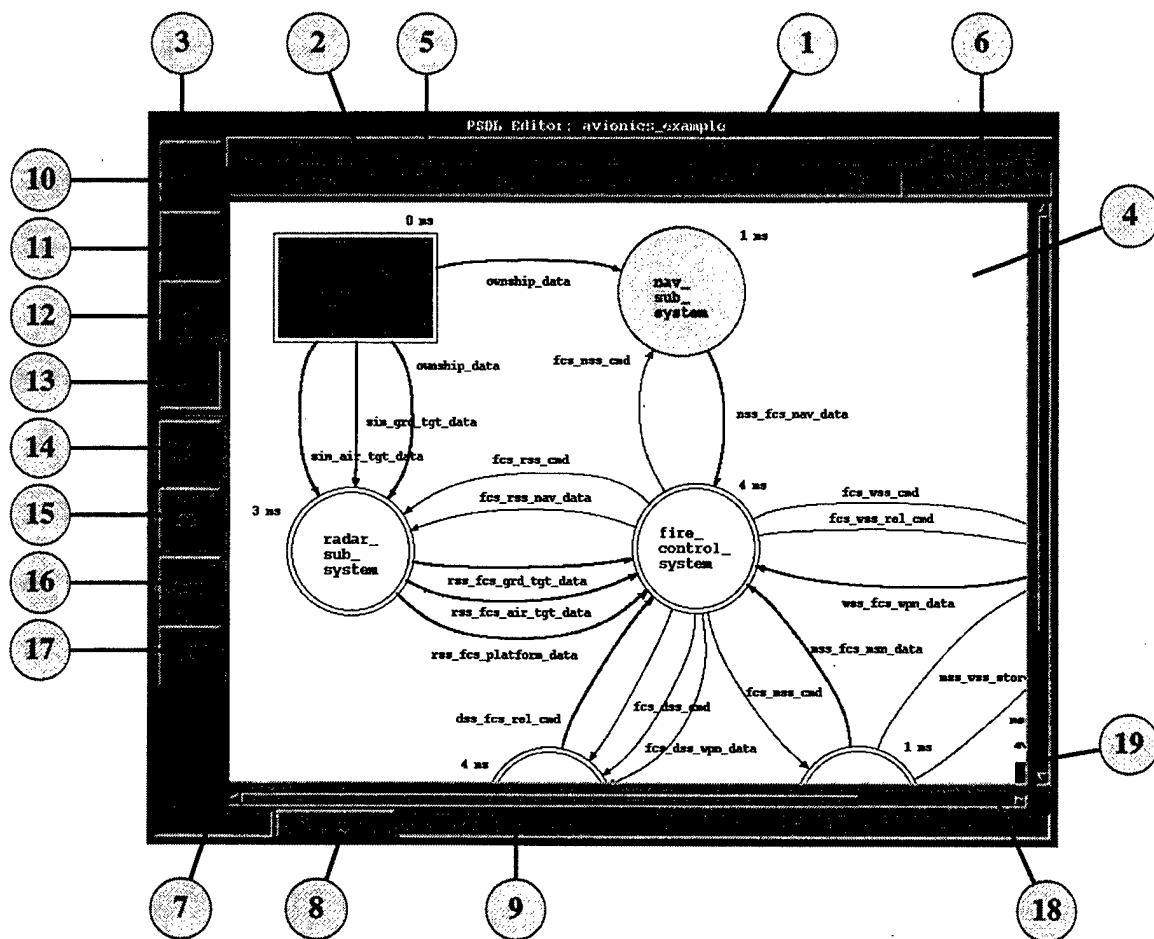 3
2
5
1
6
PSDL Editor: avionics_example
10
11
12
13
14
15
16
17
4
19
0 ms
1 ms
ownship_data
nav_
sub_
system
ownship_data
fcs_nss_cmd
nss_fcs_nav_data
sim_grd_tgt_data
sim_air_tgt_data
fcs_rss_cmd
4 ms
fcs_wss_cmd
3 ms
fcs_rss_nav_data
fcs_wss_rel_cmd
radar_
sub_
system
fire_
control_
system
rss_fcs_grd_tgt_data
wss_fcs_wpn_data
rss_fcs_air_tgt_data
rss_fcs_platform_data
mss_fcs_msn_data
mss_wss_stor
fcs_mss_cmd
dss_fcs_rel_cmd
fcs_dss_cmd
fcs_dss_wpn_data
4 ms
1 ms
7
8
9
18